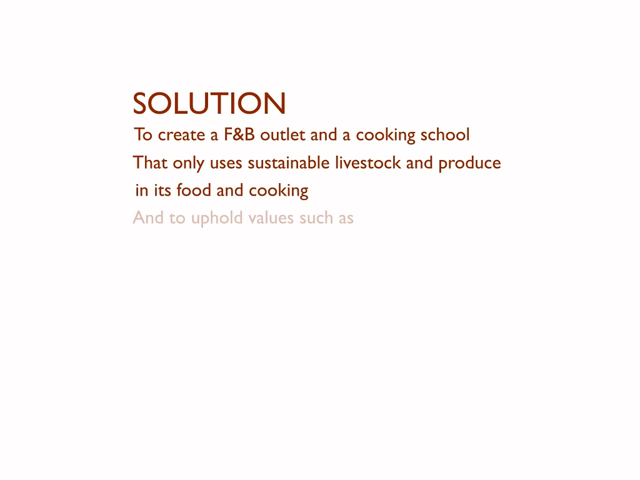 SOLUTION
To create a F&B outlet and a cooking school
That only uses sustainable livestock and produce
in its food and cooking
And to uphold values such as